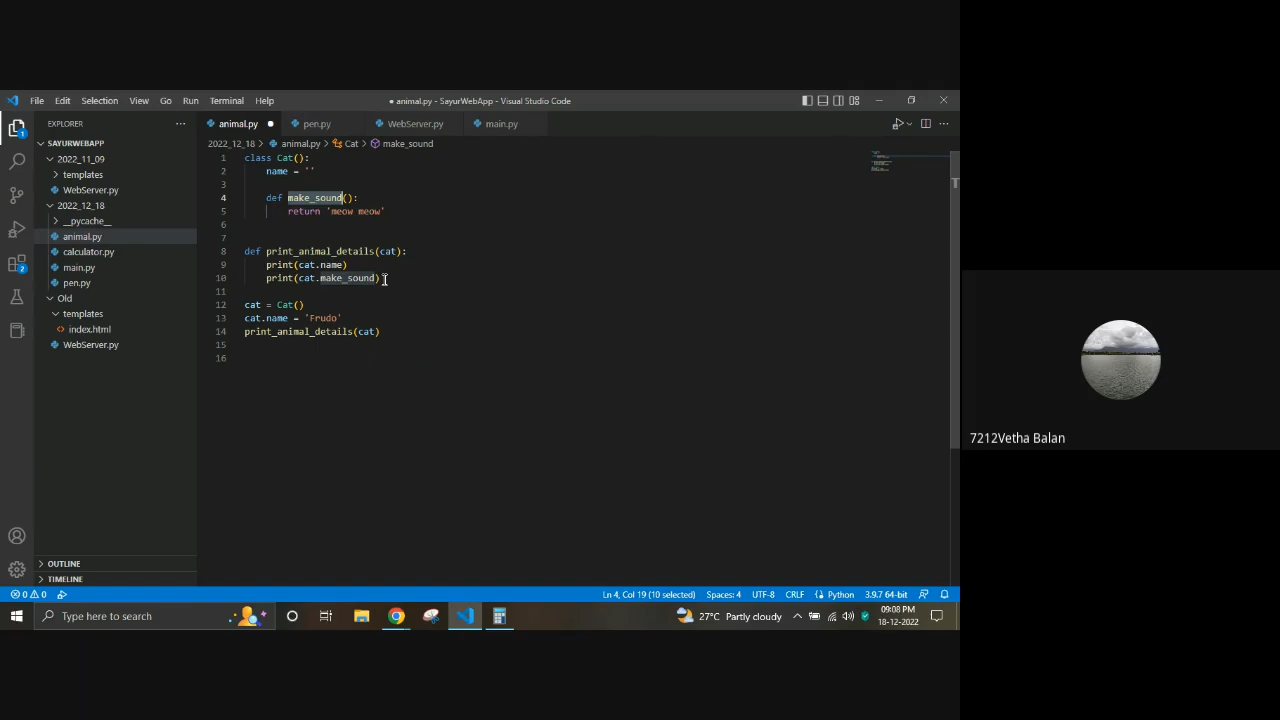 File Edit Selection View Go Run Terminal Help
● animal.py - SayurWebApp - Visual Studio Code
EXPLORER
animal.py
pen.py
WebServer.py
main.py
SAYURWEBAPP
2022_12_18 > animal.py > Cat > make_sound
2022_11_09
templates
WebServer.py
2022_12_18
__pycache__
animal.py
calculator.py
main.py
pen.py
Old
templates
index.html
WebServer.py
1 class Cat():
2 name = ''
3
4 def make_sound():
5 return 'meow meow'
6
7
8 def print_animal_details(cat):
9 print(cat.name)
10 print(cat.make_sound)
11
12 cat = Cat()
13 cat.name = 'Frudo'
14 print_animal_details(cat)
15
16
1
2
7212Vetha Balan
OUTLINE
TIMELINE
0 0
Ln 4, Col 19 (10 selected) Spaces: 4 UTF-8 CRLF Python 3.9.7 64-bit
Type here to search
27°C Partly cloudy
09:08 PM
18-12-2022